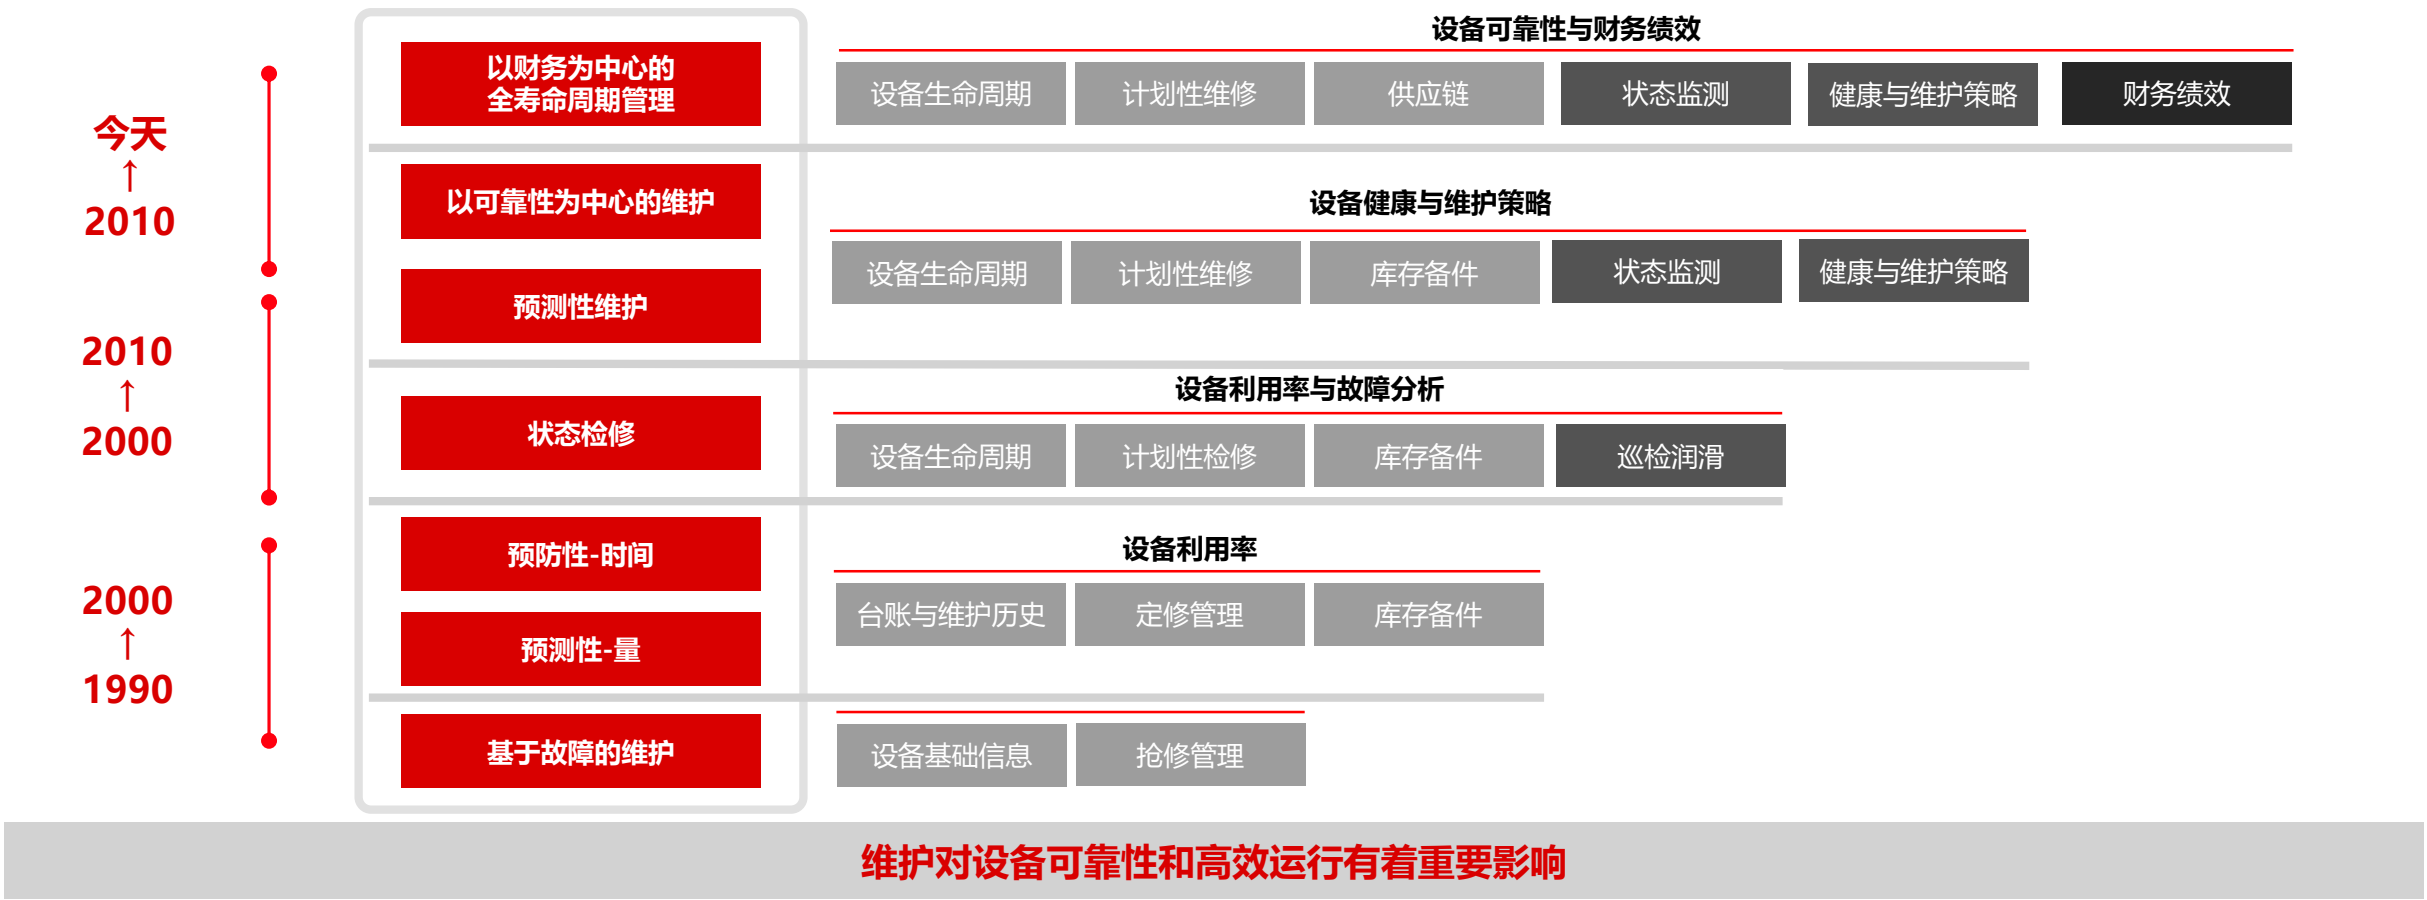 设备可靠性与财务绩效
以财务为中心的
全寿命周期管理
设备生命周期
计划性维修
供应链
状态监测
健康与维护策略
财务绩效
今天
↑
2010
以可靠性为中心的维护
设备健康与维护策略
预测性维护
设备生命周期
计划性维修
库存备件
状态监测
健康与维护策略
2010
↑
2000
设备利用率与故障分析
状态检修
设备生命周期
计划性检修
库存备件
巡检润滑
预防性-时间
设备利用率
2000
↑
1990
台账与维护历史
定修管理
库存备件
预测性-量
基于故障的维护
设备基础信息
抢修管理
维护对设备可靠性和高效运行有着重要影响